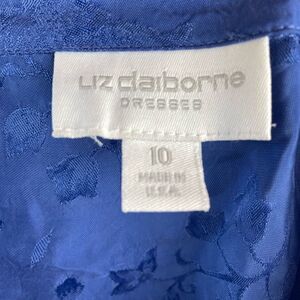 LIZ claiborne
DRESSES
10
MADE IN
U.S.A.